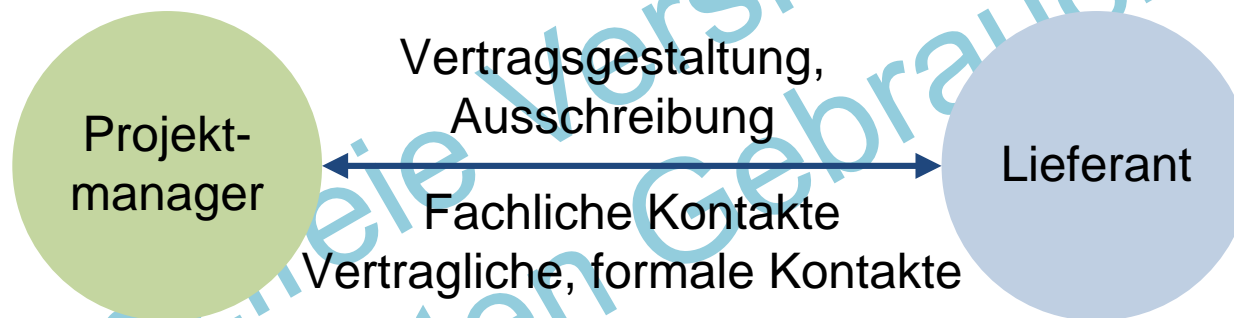 Projekt-
manager
Vertragsgestaltung,
Ausschreibung
Fachliche Kontakte
Vertragliche, formale Kontakte
Lieferant